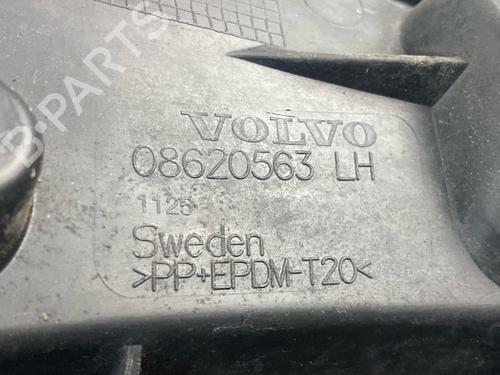 VOLVO
08620563 LH
1125
Sweden
>PP+EPDM-T20<
B-PARTS